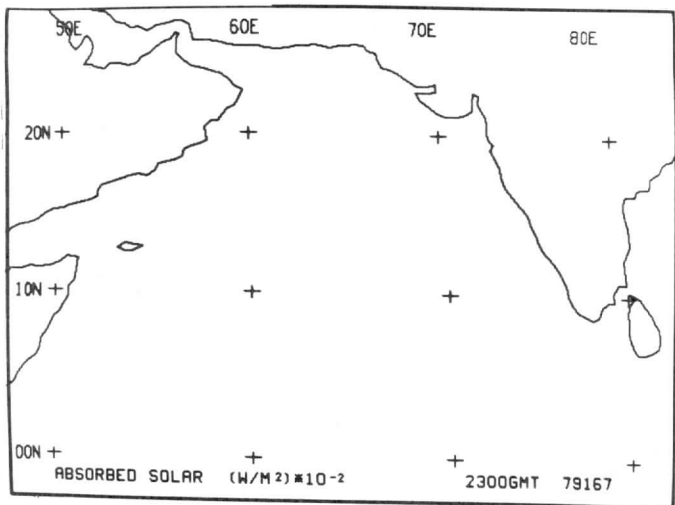 50E 60E 70E 80E
20N
10N
00N
ABSORBED SOLAR (W/M²)*10⁻² 2300GMT 79167